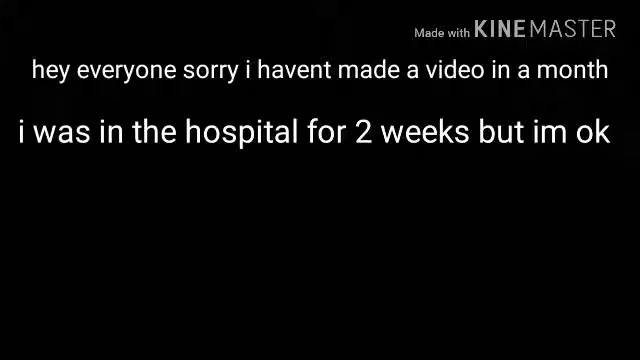 Made with KINEMASTER
hey everyone sorry i havent made a video in a month
i was in the hospital for 2 weeks but im ok